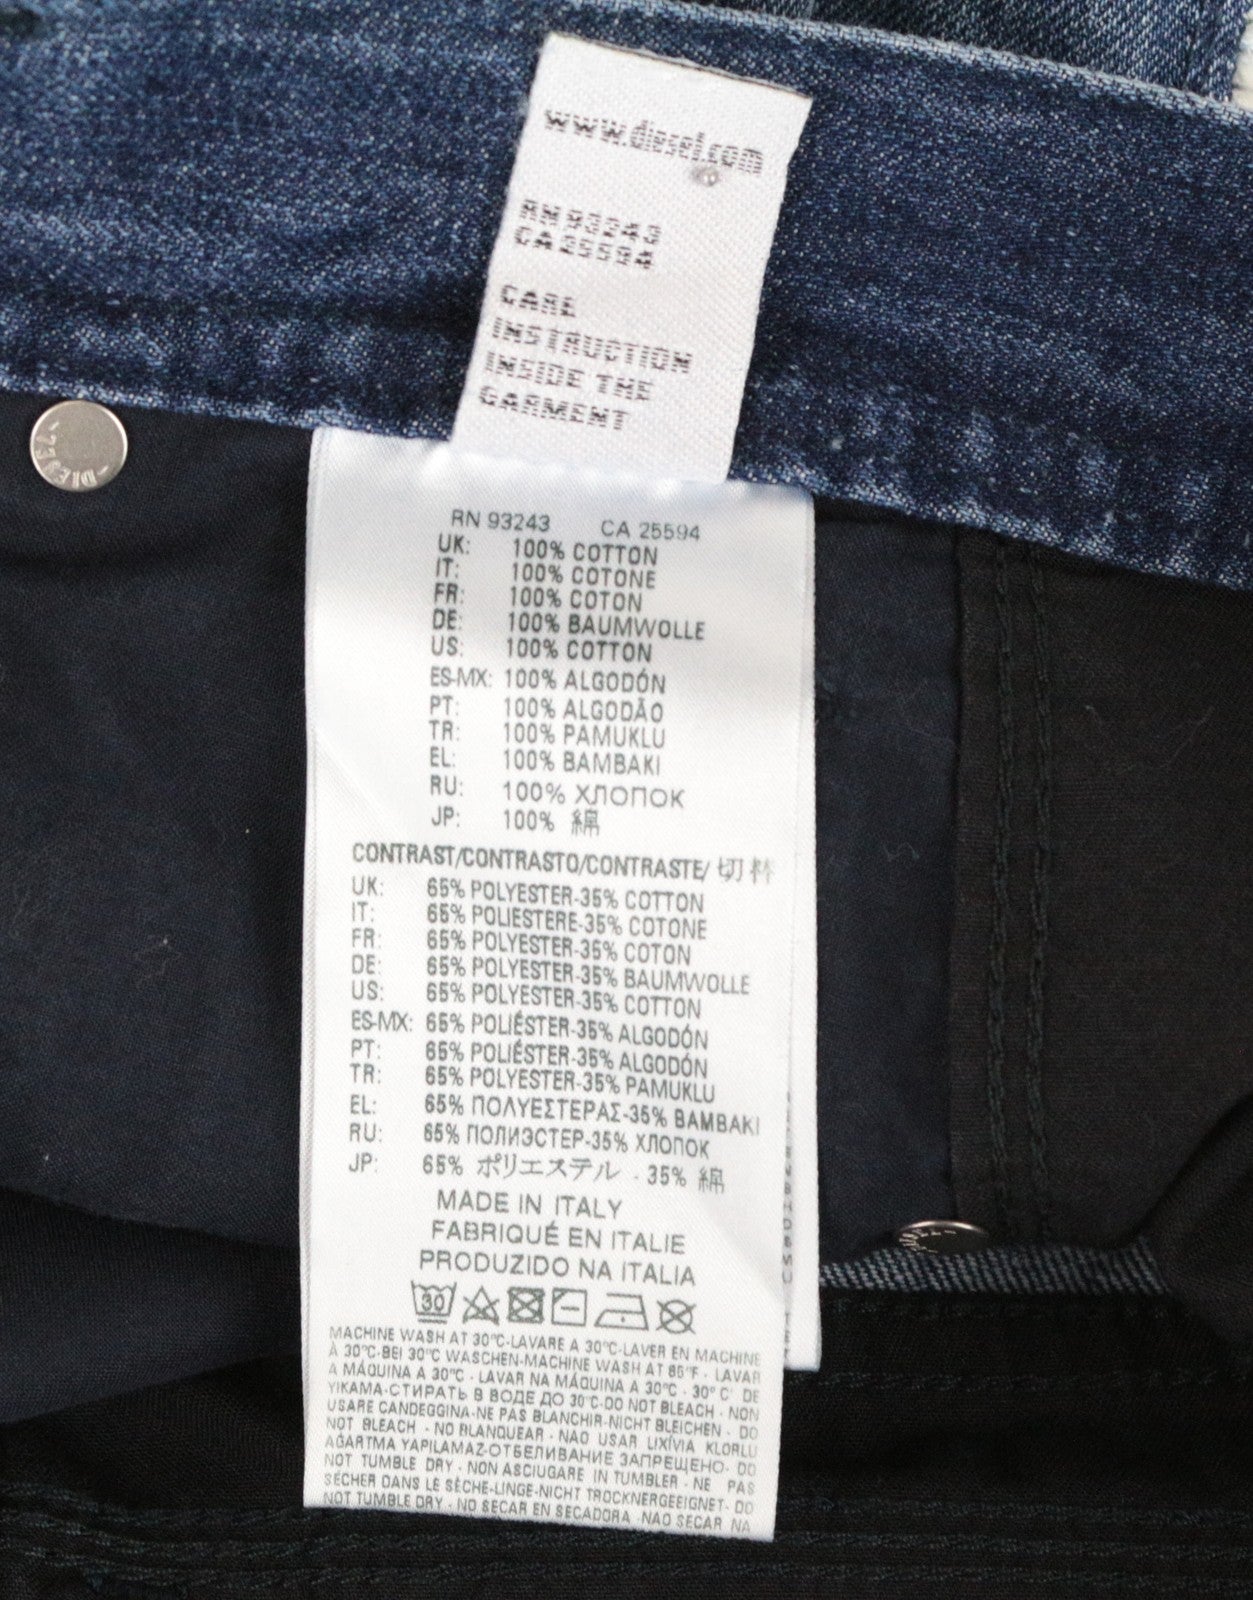 www.diesel.com
RN 93243
CA 25594
CARE
INSTRUCTION
INSIDE THE
GARMENT
RN 93243 CA 25594
UK: 100% COTTON
IT: 100% COTONE
FR: 100% COTON
DE: 100% BAUMWOLLE
US: 100% COTTON
ES-MX: 100% ALGODÓN
PT: 100% ALGODÃO
TR: 100% PAMUKLU
EL: 100% BAMBAKI
RU: 100% ХЛОПОК
JP: 100% 綿
CONTRAST/CONTRASTO/CONTRASTE/ 切替
UK: 65% POLYESTER-35% COTTON
IT: 65% POLIESTERE-35% COTONE
FR: 65% POLYESTER-35% COTON
DE: 65% POLYESTER-35% BAUMWOLLE
US: 65% POLYESTER-35% COTTON
ES-MX: 65% POLIÉSTER-35% ALGODÓN
PT: 65% POLIÉSTER-35% ALGODÓN
TR: 65% POLYESTER-35% PAMUKLU
EL: 65% ΠΟΛΥΕΣΤΕΡΑΣ-35% BAMBAKI
RU: 65% ПОЛИЭСТЕР-35% ХЛОПОК
JP: 65% ポリエステル - 35% 綿
MADE IN ITALY
FABRIQUÉ EN ITALIE
PRODUZIDO NA ITALIA
30
MACHINE WASH AT 30°C-LAVARE A 30°C-LAVER EN MACHINE
À 30°C-BEI 30°C WASCHEN-MACHINE WASH AT 85°F - LAVAR
A MÁQUINA A 30°C - LAVAR NA MÁQUINA A 30°C - 30° C' DE
YIKAMA-СТИРАТЬ В ВОДЕ ДО 30°C-DO NOT BLEACH - NON
USARE CANDEGGINA-NE PAS BLANCHIR-NICHT BLEICHEN - DO
NOT BLEACH - NO BLANQUEAR - NAO USAR LIXÍVIA KLORLU
AĞARTMA YAPILAMAZ-ОТБЕЛИВАНИЕ ЗАПРЕЩЕНО- DO
NOT TUMBLE DRY - NON ASCIUGARE IN TUMBLER - NE PAS
SÉCHER DANS LE SÈCHE-LINGE-NICHT TROCKNERGEEIGNET- DO
NOT TUMBLE DRY - NO SECAR EN SECADORA -NAO SECAR NA